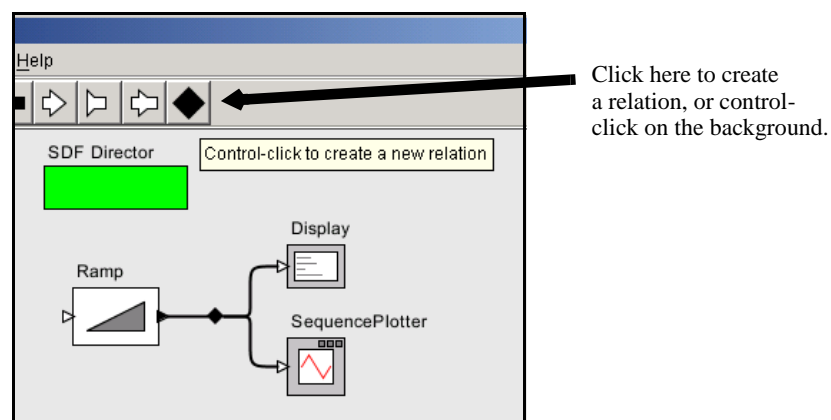 Help
Click here to create
a relation, or control-
click on the background.
SDF Director
Control-click to create a new relation
Display
Ramp
SequencePlotter